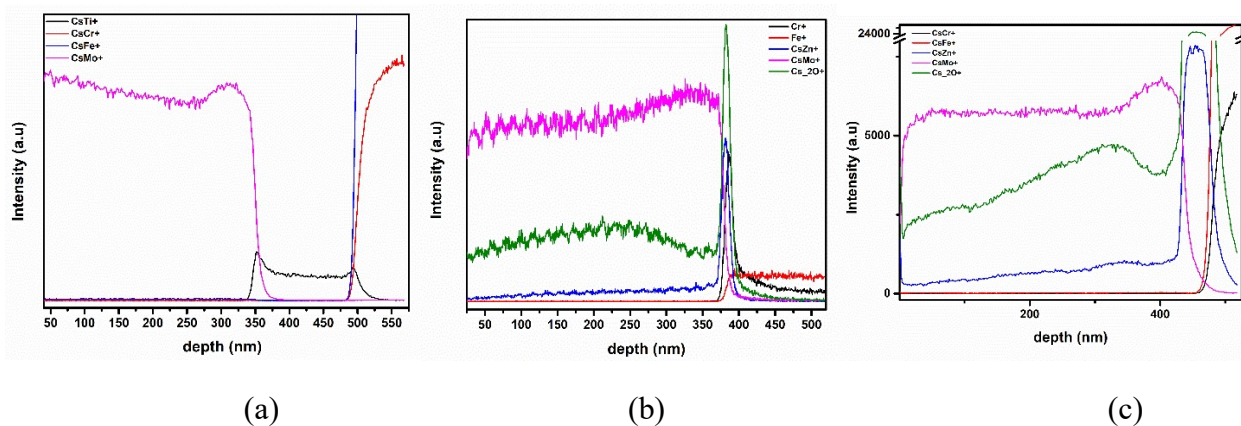 CsTi+
CsCr+
CsFe+
CsMo+
Intensity (a.u)
50 100 150 200 250 300 350 400 450 500 550
depth (nm)
(a)
Cr+
Fe+
CsZn+
CsMo+
Cs_2O+
Intensity (a.u)
50 100 150 200 250 300 350 400 450 500
depth (nm)
(b)
CsCr+
CsFe+
CsZn+
CsMo+
Cs_2O+
24000
6000
0
Intensity (a.u)
200 400
depth (nm)
(c)